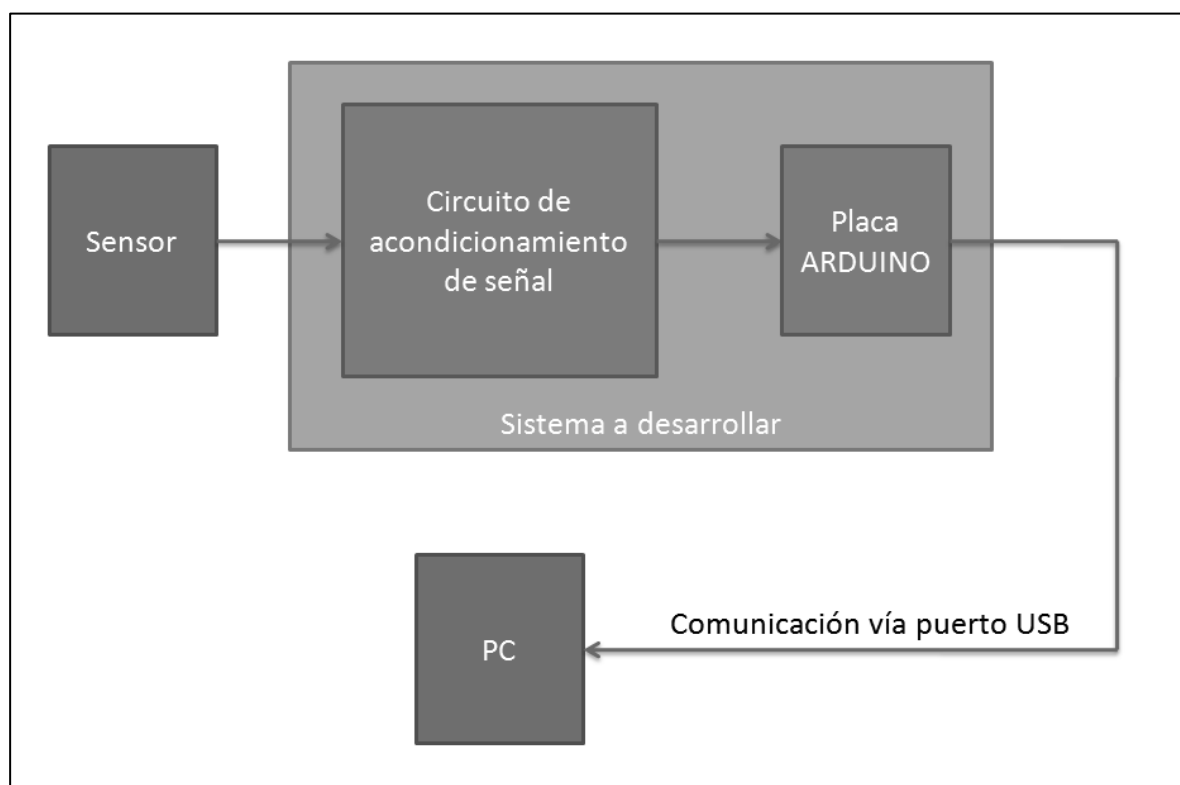 Sensor
Circuito de
acondicionamiento
de señal
Placa
ARDUINO
Sistema a desarrollar
Comunicación vía puerto USB
PC